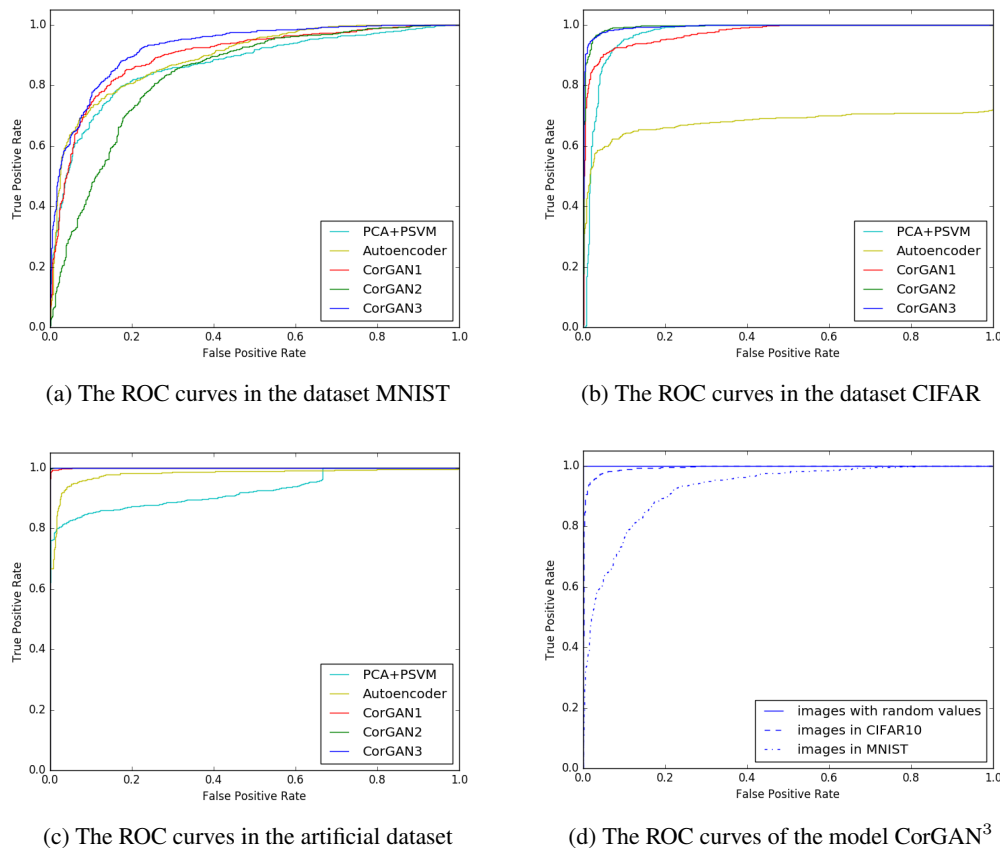 1.0
0.8
0.6
0.4
0.2
0.0
0.0 0.2 0.4 0.6 0.8 1.0
True Positive Rate
False Positive Rate
PCA+PSVM
Autoencoder
CorGAN1
CorGAN2
CorGAN3
(a) The ROC curves in the dataset MNIST
1.0
0.8
0.6
0.4
0.2
0.0
0.0 0.2 0.4 0.6 0.8 1.0
True Positive Rate
False Positive Rate
PCA+PSVM
Autoencoder
CorGAN1
CorGAN2
CorGAN3
(b) The ROC curves in the dataset CIFAR
1.0
0.8
0.6
0.4
0.2
0.0
0.0 0.2 0.4 0.6 0.8 1.0
True Positive Rate
False Positive Rate
PCA+PSVM
Autoencoder
CorGAN1
CorGAN2
CorGAN3
(c) The ROC curves in the artificial dataset
1.0
0.8
0.6
0.4
0.2
0.0
0.0 0.2 0.4 0.6 0.8 1.0
True Positive Rate
False Positive Rate
images with random values
images in CIFAR10
images in MNIST
(d) The ROC curves of the model CorGAN³